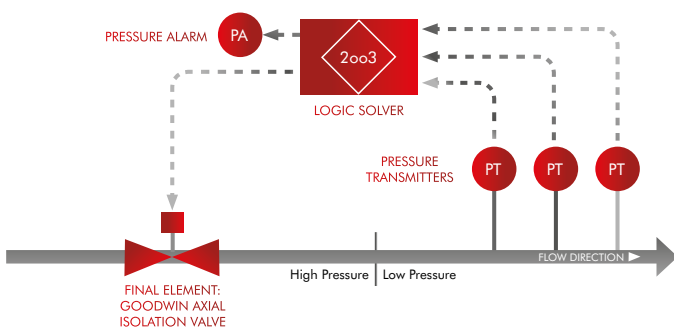 PRESSURE ALARM
PA
2oo3
LOGIC SOLVER
PRESSURE
TRANSMITTERS
PT
PT
PT
FLOW DIRECTION
High Pressure
Low Pressure
FINAL ELEMENT:
GOODWIN AXIAL
ISOLATION VALVE